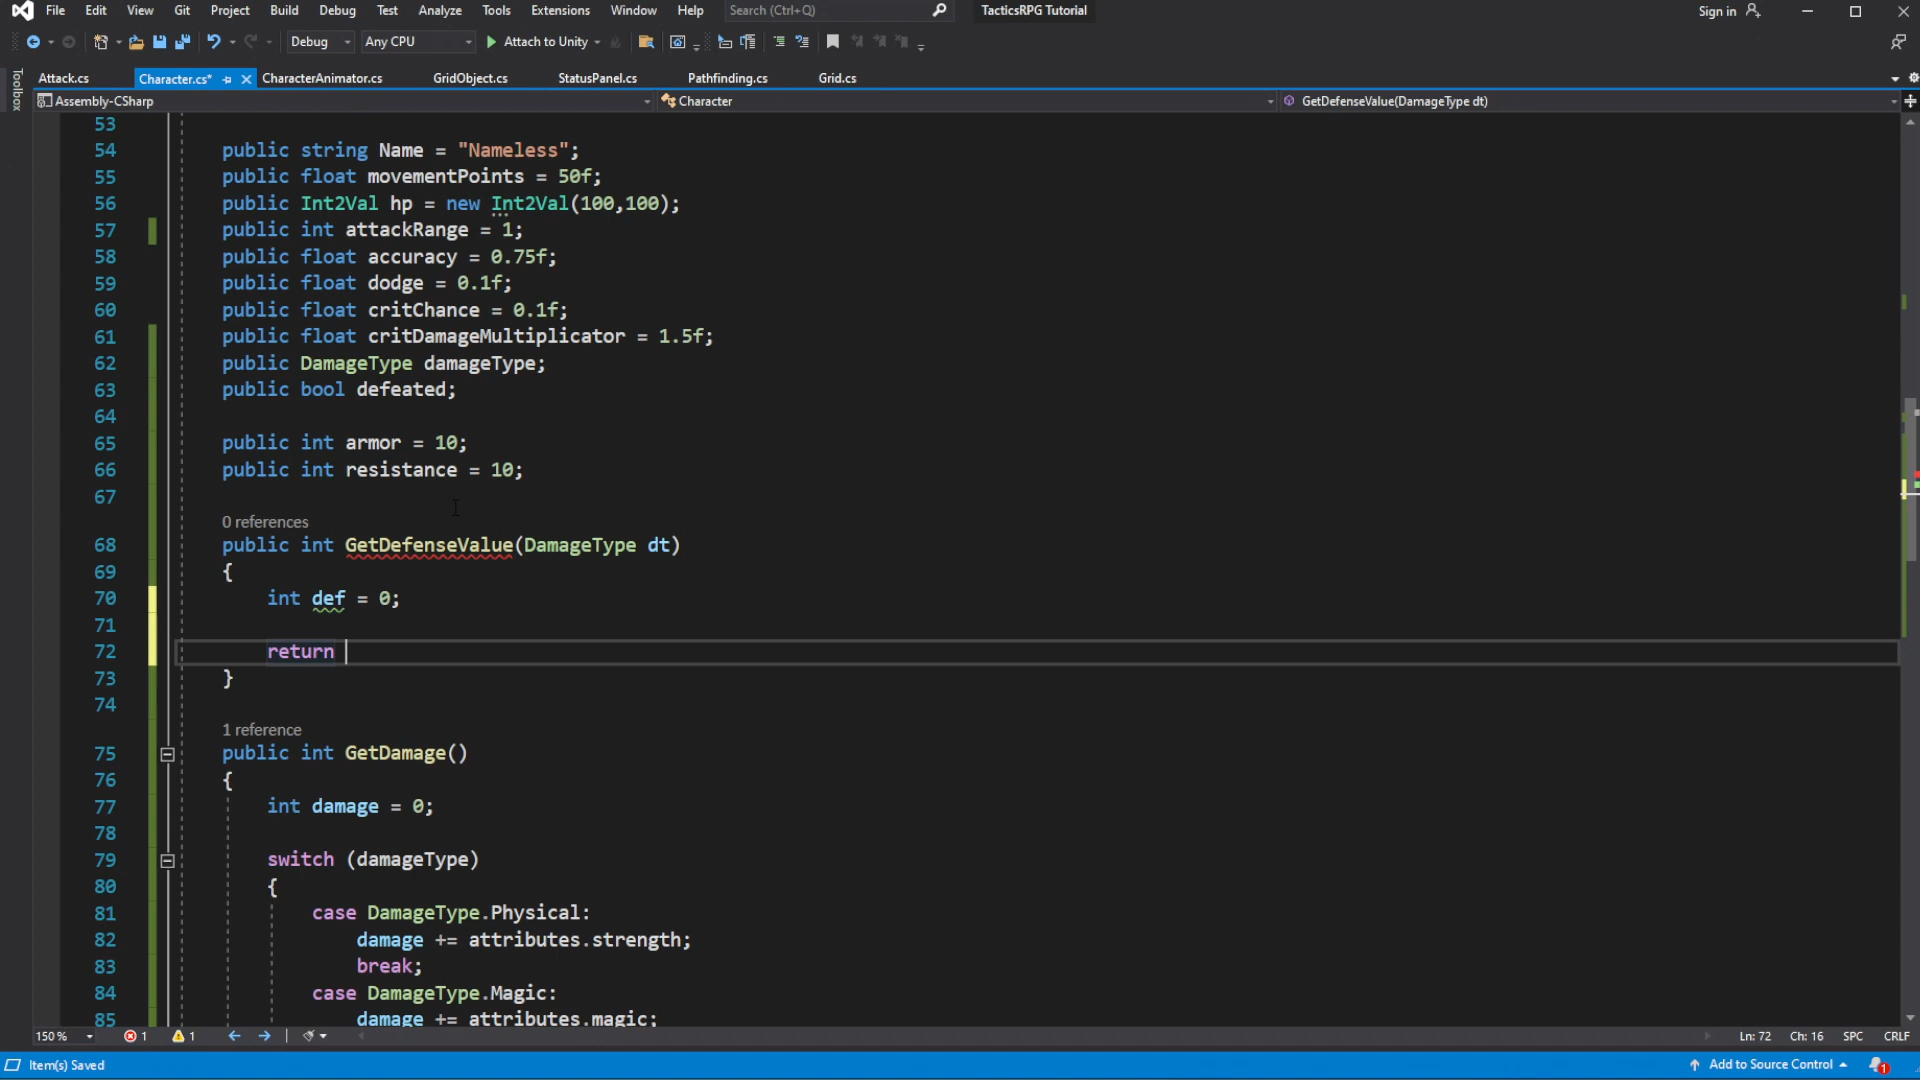 File Edit View Git Project Build Debug Test Analyze Tools Extensions Window Help Search (Ctrl+Q) TacticsRPG Tutorial Sign in
Debug Any CPU Attach to Unity
Toolbox
Attack.cs Character.cs* CharacterAnimator.cs GridObject.cs StatusPanel.cs Pathfinding.cs Grid.cs
Assembly-CSharp Character GetDefenseValue(DamageType dt)
53
54 public string Name = "Nameless";
55 public float movementPoints = 50f;
56 public Int2Val hp = new Int2Val(100,100);
57 public int attackRange = 1;
58 public float accuracy = 0.75f;
59 public float dodge = 0.1f;
60 public float critChance = 0.1f;
61 public float critDamageMultiplicator = 1.5f;
62 public DamageType damageType;
63 public bool defeated;
64
65 public int armor = 10;
66 public int resistance = 10;
67
0 references
68 public int GetDefenseValue(DamageType dt)
69 {
70 int def = 0;
71
72 return
73 }
74
1 reference
75 public int GetDamage()
76 {
77 int damage = 0;
78
79 switch (damageType)
80 {
81 case DamageType.Physical:
82 damage += attributes.strength;
83 break;
84 case DamageType.Magic:
85 damage += attributes.magic;
150 % 1 1 Ln: 72 Ch: 16 SPC CRLF
Item(s) Saved Add to Source Control 1